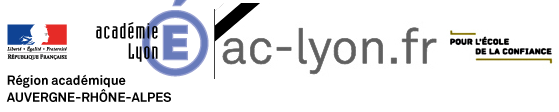 Liberté • Égalité • Fraternité
RÉPUBLIQUE FRANÇAISE
Région académique
AUVERGNE-RHÔNE-ALPES
académie
Lyon
É
ac-lyon.fr
POUR L'ÉCOLE
DE LA CONFIANCE